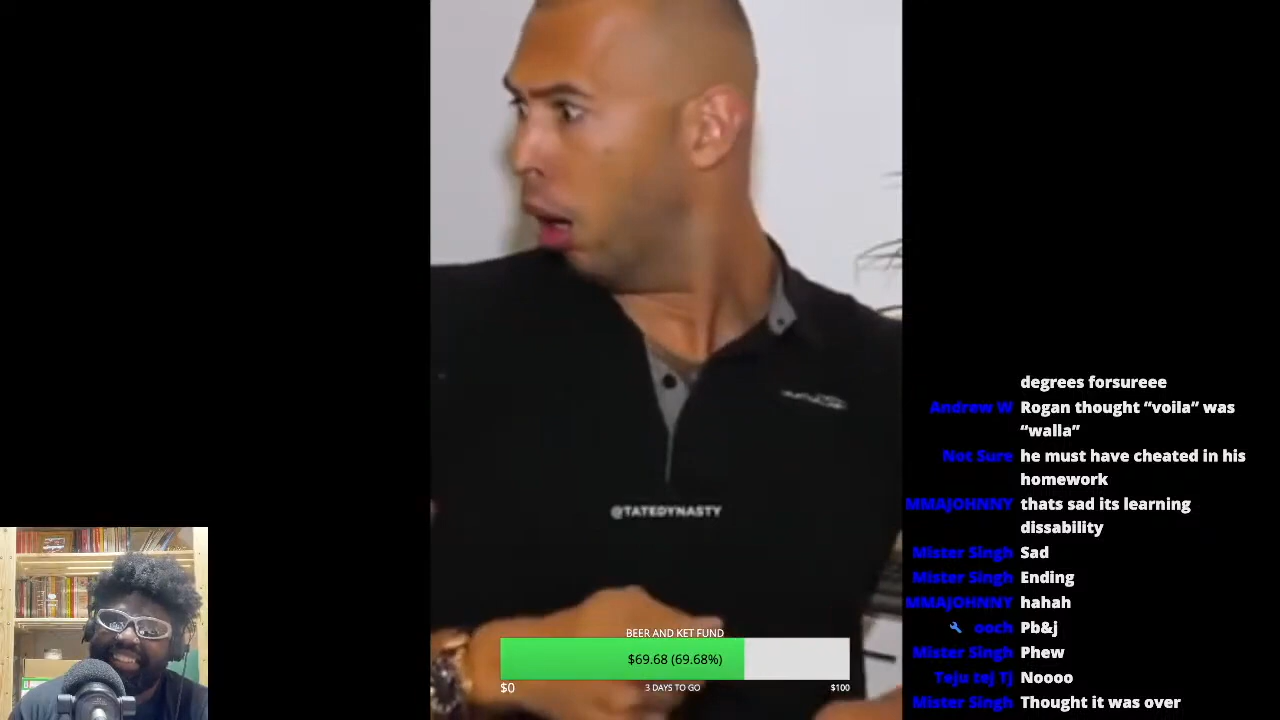 degrees forsureee
Andrew W Rogan thought “voila” was
“walla”
Not Sure he must have cheated in his
homework
MMAJOHNNY thats sad its learning
dissability
Mister Singh Sad
Mister Singh Ending
MMAJOHNNY hahah
ooch Pb&j
Mister Singh Phew
Teju tej Tj Noooo
Mister Singh Thought it was over
@TATEDYNASTY
BEER AND KET FUND
$69.68 (69.68%)
$0 3 DAYS TO GO $100